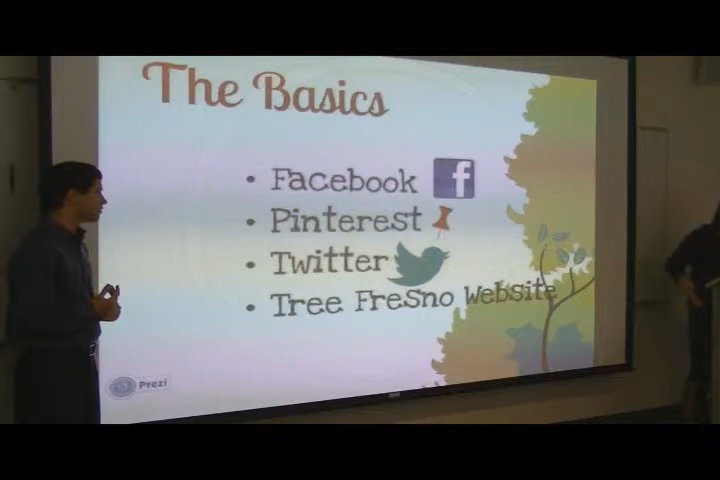 The Basics
• Facebook f
• Pinterest
• Twitter
• Tree Fresno Website
Prezi